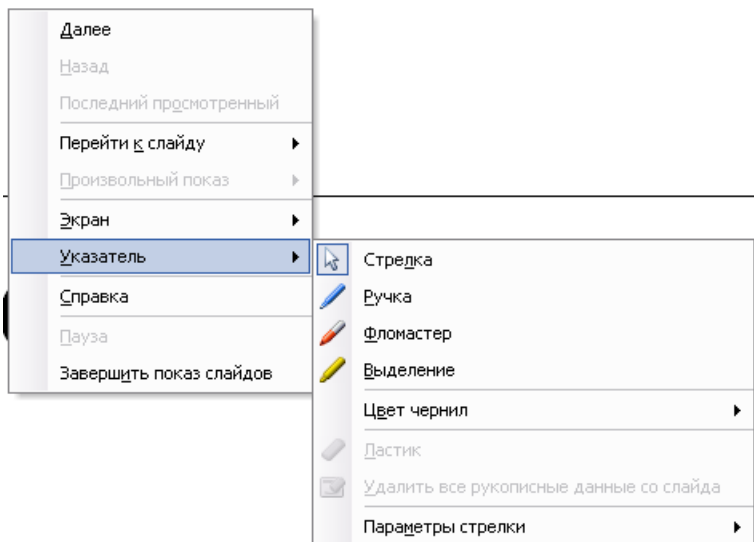 Далее
Назад
Последний просмотренный
Перейти к слайду
Произвольный показ
Экран
Указатель
Справка
Пауза
Завершить показ слайдов
Стрелка
Ручка
Фломастер
Выделение
Цвет чернил
Ластик
Удалить все рукописные данные со слайда
Параметры стрелки